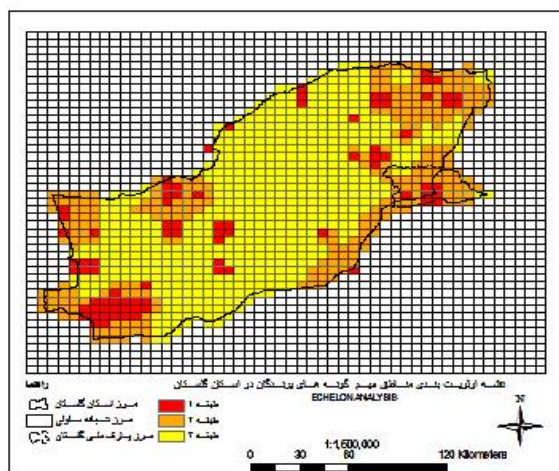 نقشه اولویت بندی مناطق مهم گونه های پرندگان در استان گلستان
ECHELON ANALYSIS
راهنما
مرز استان گلستان
مرز شبکه سلولی
مرز پارک ملی گلستان
طبقه ۱
طبقه ۲
طبقه ۳
N
1:1,600,000
0 30 60 120 Kilometers